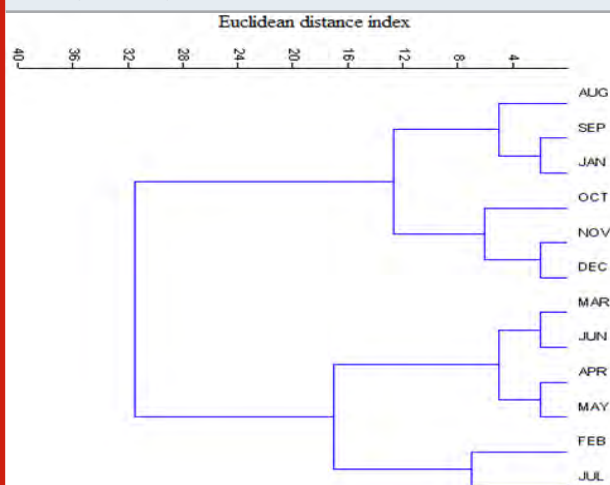 Euclidean distance index
40 36 32 28 24 20 16 12 8 4
AUG
SEP
JAN
OCT
NOV
DEC
MAR
JUN
APR
MAY
FEB
JUL